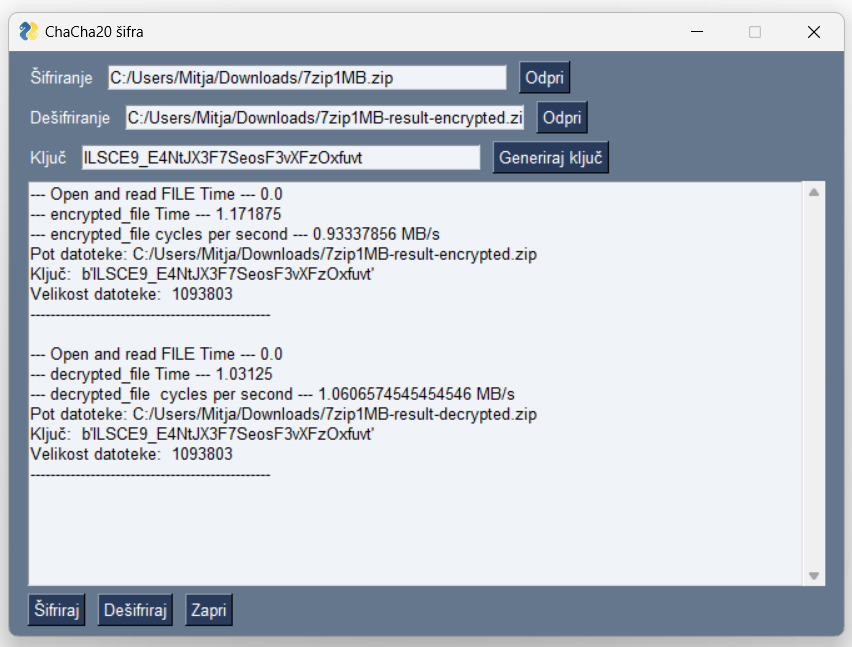 ChaCha20 šifra
Šifriranje C:/Users/Mitja/Downloads/7zip1MB.zip Odpri
Dešifriranje C:/Users/Mitja/Downloads/7zip1MB-result-encrypted.zi Odpri
Ključ ILSCE9_E4NtJX3F7SeosF3vXFzOxfuvt Generiraj ključ
--- Open and read FILE Time --- 0.0
--- encrypted_file Time --- 1.171875
--- encrypted_file cycles per second --- 0.93337856 MB/s
Pot datoteke: C:/Users/Mitja/Downloads/7zip1MB-result-encrypted.zip
Ključ:  b'ILSCE9_E4NtJX3F7SeosF3vXFzOxfuvt'
Velikost datoteke:  1093803
------------------------------------------------
--- Open and read FILE Time --- 0.0
--- decrypted_file Time --- 1.03125
--- decrypted_file  cycles per second --- 1.0606574545454546 MB/s
Pot datoteke: C:/Users/Mitja/Downloads/7zip1MB-result-decrypted.zip
Ključ:  b'ILSCE9_E4NtJX3F7SeosF3vXFzOxfuvt'
Velikost datoteke:  1093803
------------------------------------------------
Šifriraj Dešifriraj Zapri